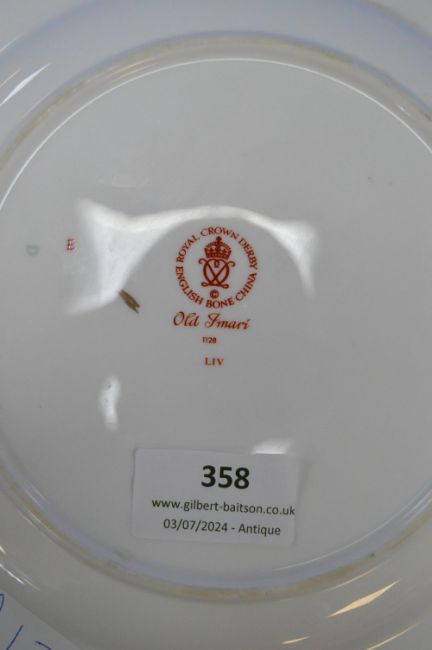 ROYAL CROWN DERBY
ENGLISH BONE CHINA
©
Old Imari
1128
LIV
E
D
358
www.gilbert-baitson.co.uk
03/07/2024 - Antique